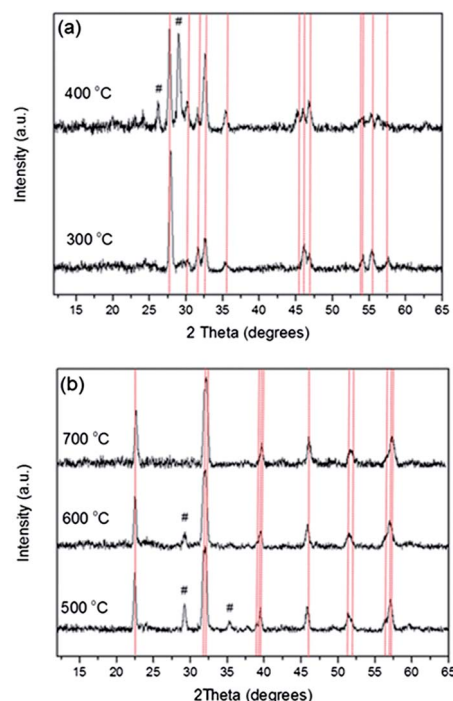 (a)
#
#
400 °C
300 °C
Intensity (a.u.)
15 20 25 30 35 40 45 50 55 60 65
2 Theta (degrees)
(b)
700 °C
600 °C
#
500 °C
#
#
Intensity (a.u.)
15 20 25 30 35 40 45 50 55 60 65
2Theta (degrees)